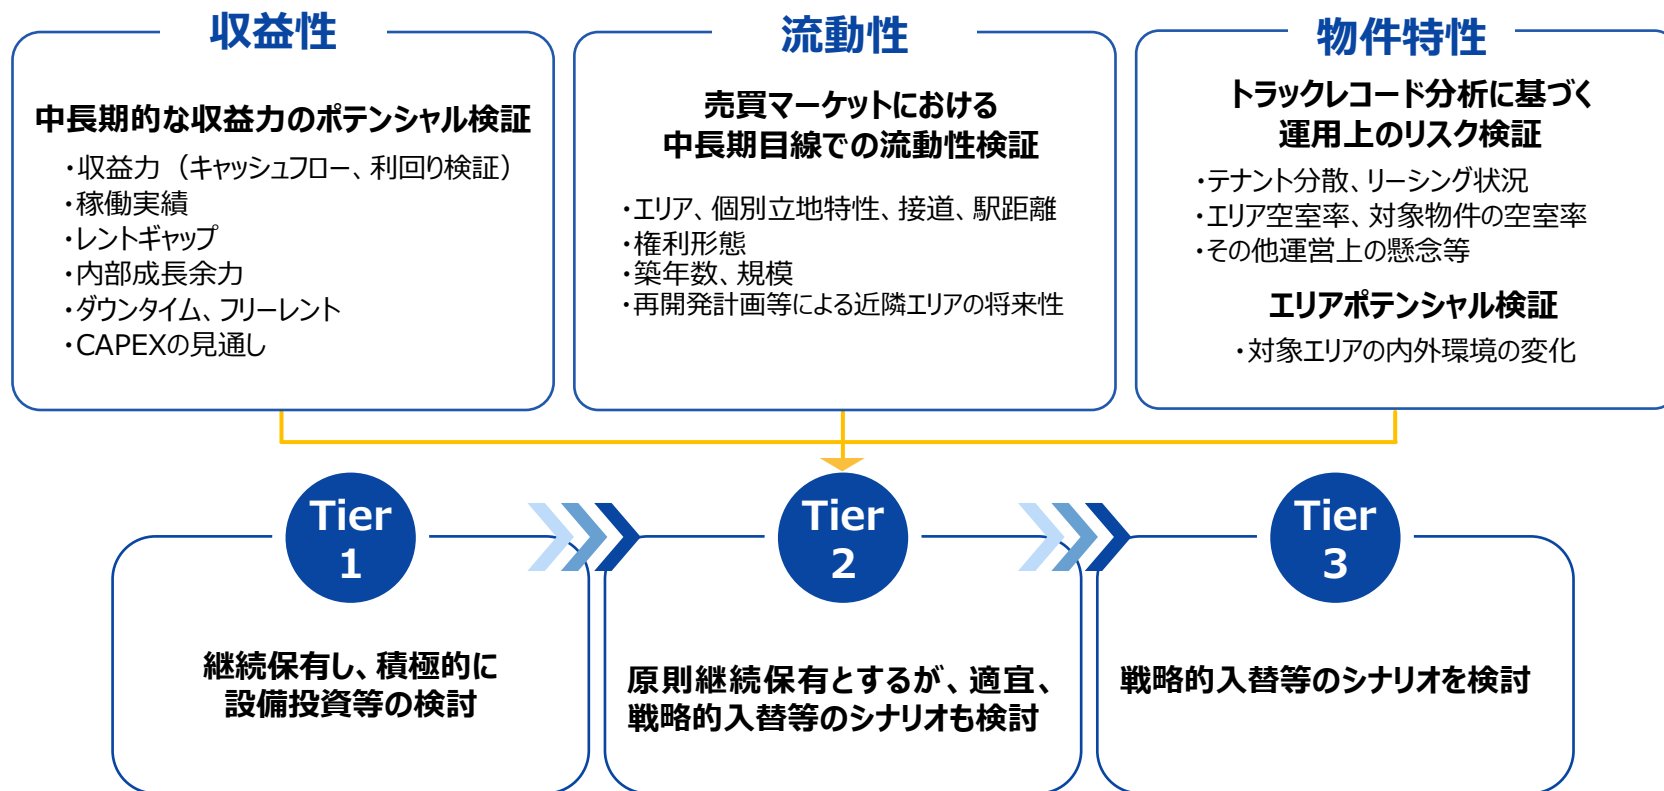 収益性
中長期的な収益力のポテンシャル検証
・収益力（キャッシュフロー、利回り検証）
・稼働実績
・レントギャップ
・内部成長余力
・ダウンタイム、フリーレント
・CAPEXの見通し
流動性
売買マーケットにおける
中長期目線での流動性検証
・エリア、個別立地特性、接道、駅距離
・権利形態
・築年数、規模
・再開発計画等による近隣エリアの将来性
物件特性
トラックレコード分析に基づく
運用上のリスク検証
・テナント分散、リーシング状況
・エリア空室率、対象物件の空室率
・その他運営上の懸念等
エリアポテンシャル検証
・対象エリアの内外環境の変化
Tier
1
継続保有し、積極的に
設備投資等の検討
Tier
2
原則継続保有とするが、適宜、
戦略的入替等のシナリオも検討
Tier
3
戦略的入替等のシナリオを検討